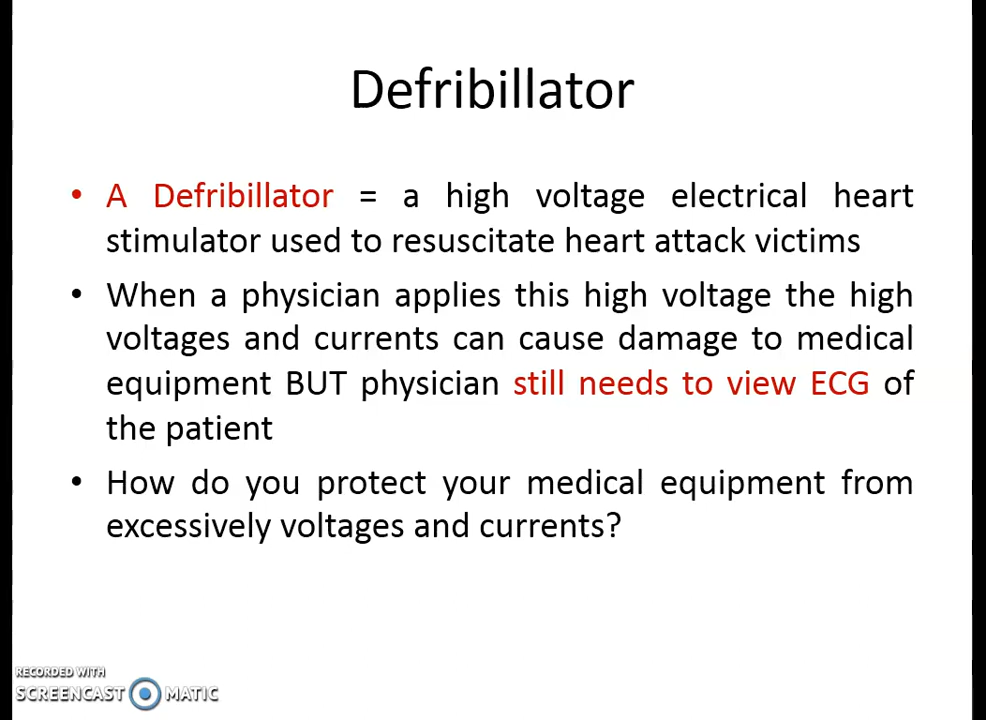 Defribillator
• A Defribillator = a high voltage electrical heart
stimulator used to resuscitate heart attack victims
• When a physician applies this high voltage the high
voltages and currents can cause damage to medical
equipment BUT physician still needs to view ECG of
the patient
• How do you protect your medical equipment from
excessively voltages and currents?
RECORDED WITH
SCREENCAST MATIC